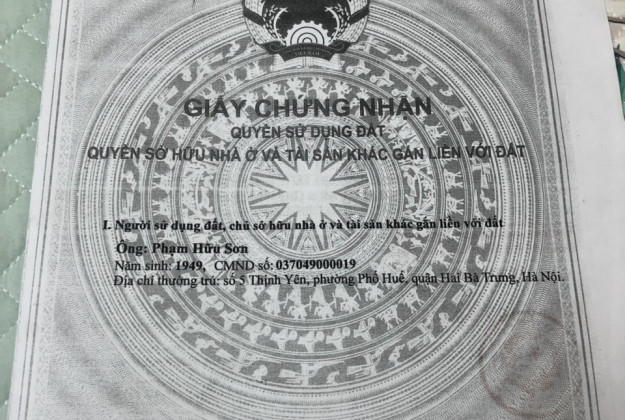 GIẤY CHỨNG NHẬN
QUYỀN SỬ DỤNG ĐẤT
QUYỀN SỞ HỮU NHÀ Ở VÀ TÀI SẢN KHÁC GẮN LIỀN VỚI ĐẤT
I. Người sử dụng đất, chủ sở hữu nhà ở và tài sản khác gắn liền với đất
Ông: Phạm Hữu Sơn
Năm sinh: 1949, CMND số: 037049000019
Địa chỉ thường trú: số 5 Thịnh Yên, phường Phố Huế, quận Hai Bà Trưng, Hà Nội.